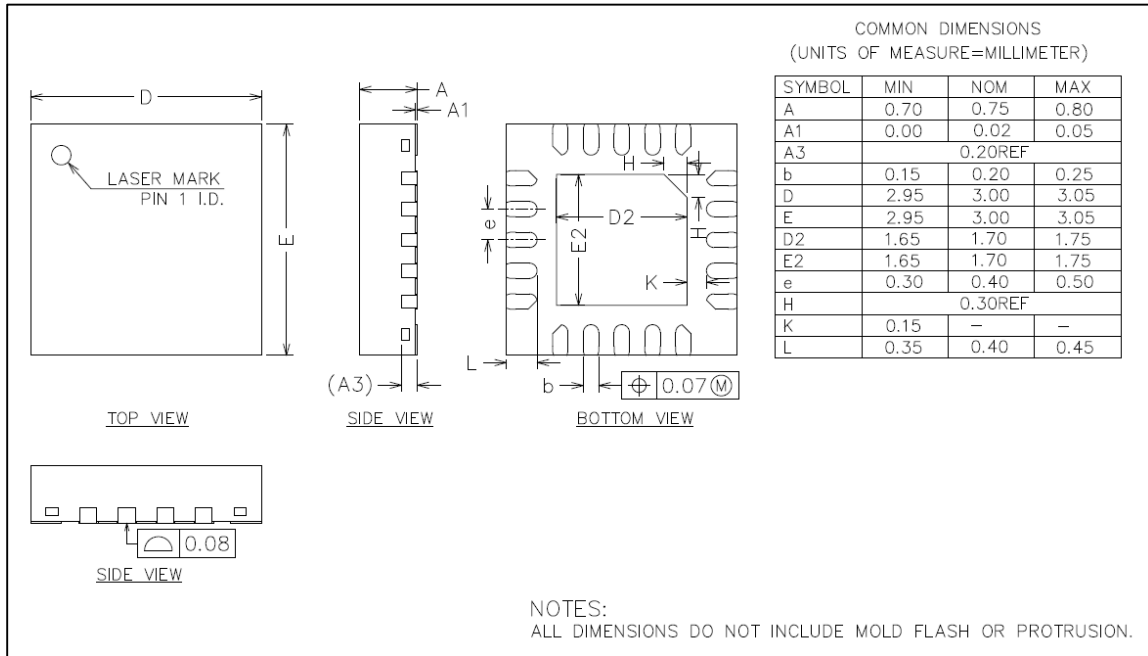 COMMON DIMENSIONS
(UNITS OF MEASURE=MILLIMETER)
SYMBOL MIN NOM MAX
A 0.70 0.75 0.80
A1 0.00 0.02 0.05
A3 0.20REF
b 0.15 0.20 0.25
D 2.95 3.00 3.05
E 2.95 3.00 3.05
D2 1.65 1.70 1.75
E2 1.65 1.70 1.75
e 0.30 0.40 0.50
H 0.30REF
K 0.15 – –
L 0.35 0.40 0.45
D
A
A1
LASER MARK
PIN 1 I.D.
E
TOP VIEW
e
(A3)
SIDE VIEW
H
D2
E2
H
K
L
b
0.07 Ⓜ
BOTTOM VIEW
0.08
SIDE VIEW
NOTES:
ALL DIMENSIONS DO NOT INCLUDE MOLD FLASH OR PROTRUSION.